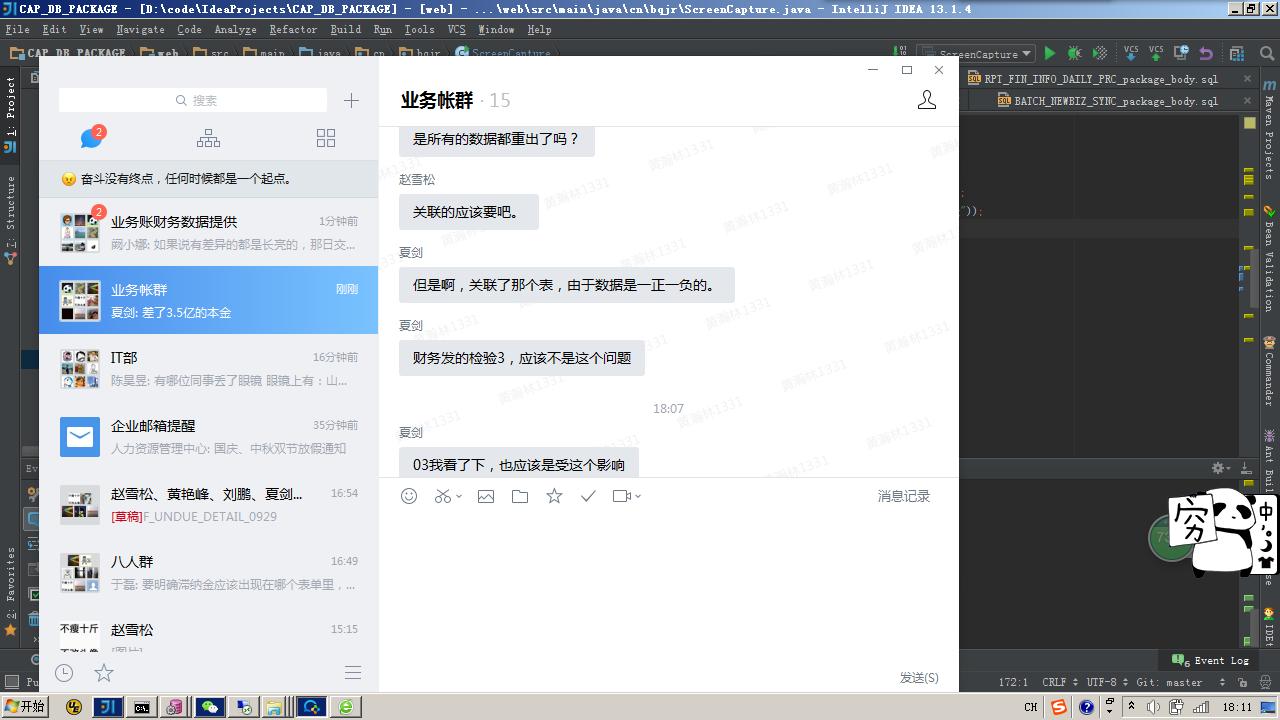 CAP_DB_PACKAGE - [D:\code\IdeaProjects\CAP_DB_PACKAGE] - [web] - ...\web\src\main\java\cn\bqjr\ScreenCapture.java - IntelliJ IDEA 13.1.4
File Edit View Navigate Code Analyze Refactor Build Run Tools VCS Window Help
CAP_DB_PACKAGE web src main java cn bqjr ScreenCapture
ScreenCapture
VCS VCS
RPT_FIN_INFO_DAILY_PRC_package_body.sql
BATCH_NEWBIZ_SYNC_package_body.sql
1: Project
7: Structure
2: Favorites
Maven Projects
Bean Validation
Commander
Ant Build
搜索
2
😠 奋斗没有终点，任何时候都是一个起点。
2
业务账财务数据提供 1分钟前
阚小娜: 如果说有差异的都是长亮的，那日交...
业务帐群 刚刚
夏剑: 差了3.5亿的本金
IT部 16分钟前
陈昊昱: 有哪位同事丢了眼镜 眼镜上有：山...
企业邮箱提醒 35分钟前
人力资源管理中心: 国庆、中秋双节放假通知
赵雪松、黄艳峰、刘鹏、夏剑... 16:54
[草稿]F_UNDUE_DETAIL_0929
八人群 16:49
于磊: 要明确滞纳金应该出现在哪个表单里，...
赵雪松 15:15
不瘦十斤
[图片]
业务帐群 · 15
是所有的数据都重出了吗？
赵雪松
关联的应该要吧。
夏剑
但是啊，关联了那个表，由于数据是一正一负的。
夏剑
财务发的检验3，应该不是这个问题
18:07
夏剑
03我看了下，也应该是受这个影响
黄瀚林1331
消息记录
发送(S)
"));
穷
中
Event Log
172:1 CRLF UTF-8 Git: master
开始
CH
18:11